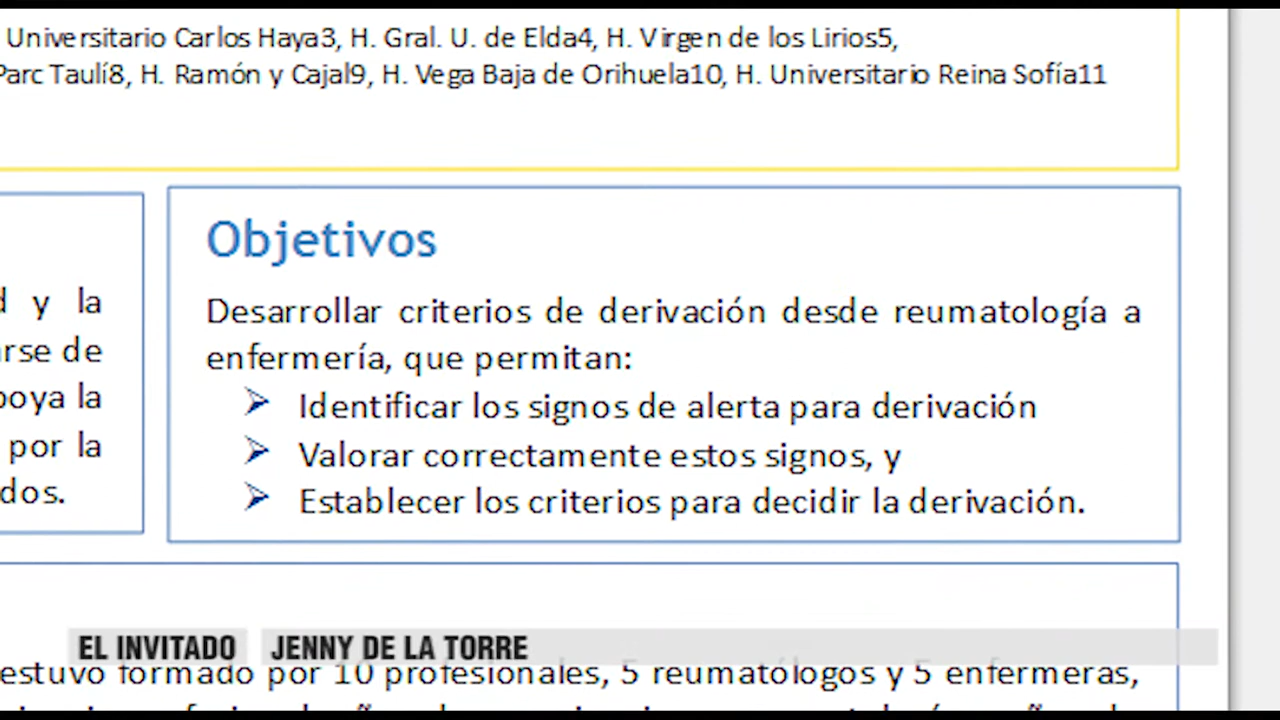 Universitario Carlos Haya3, H. Gral. U. de Elda4, H. Virgen de los Lirios5,
Parc Taulí8, H. Ramón y Cajal9, H. Vega Baja de Orihuela10, H. Universitario Reina Sofía11
y la
de
la
por la
Objetivos
Desarrollar criterios de derivación desde reumatología a
enfermería, que permitan:
➢ Identificar los signos de alerta para derivación
➢ Valorar correctamente estos signos, y
➢ Establecer los criterios para decidir la derivación.
EL INVITADO JENNY DE LA TORRE
estuvo formado por 10 profesionales, 5 reumatólogos y 5 enfermeras,